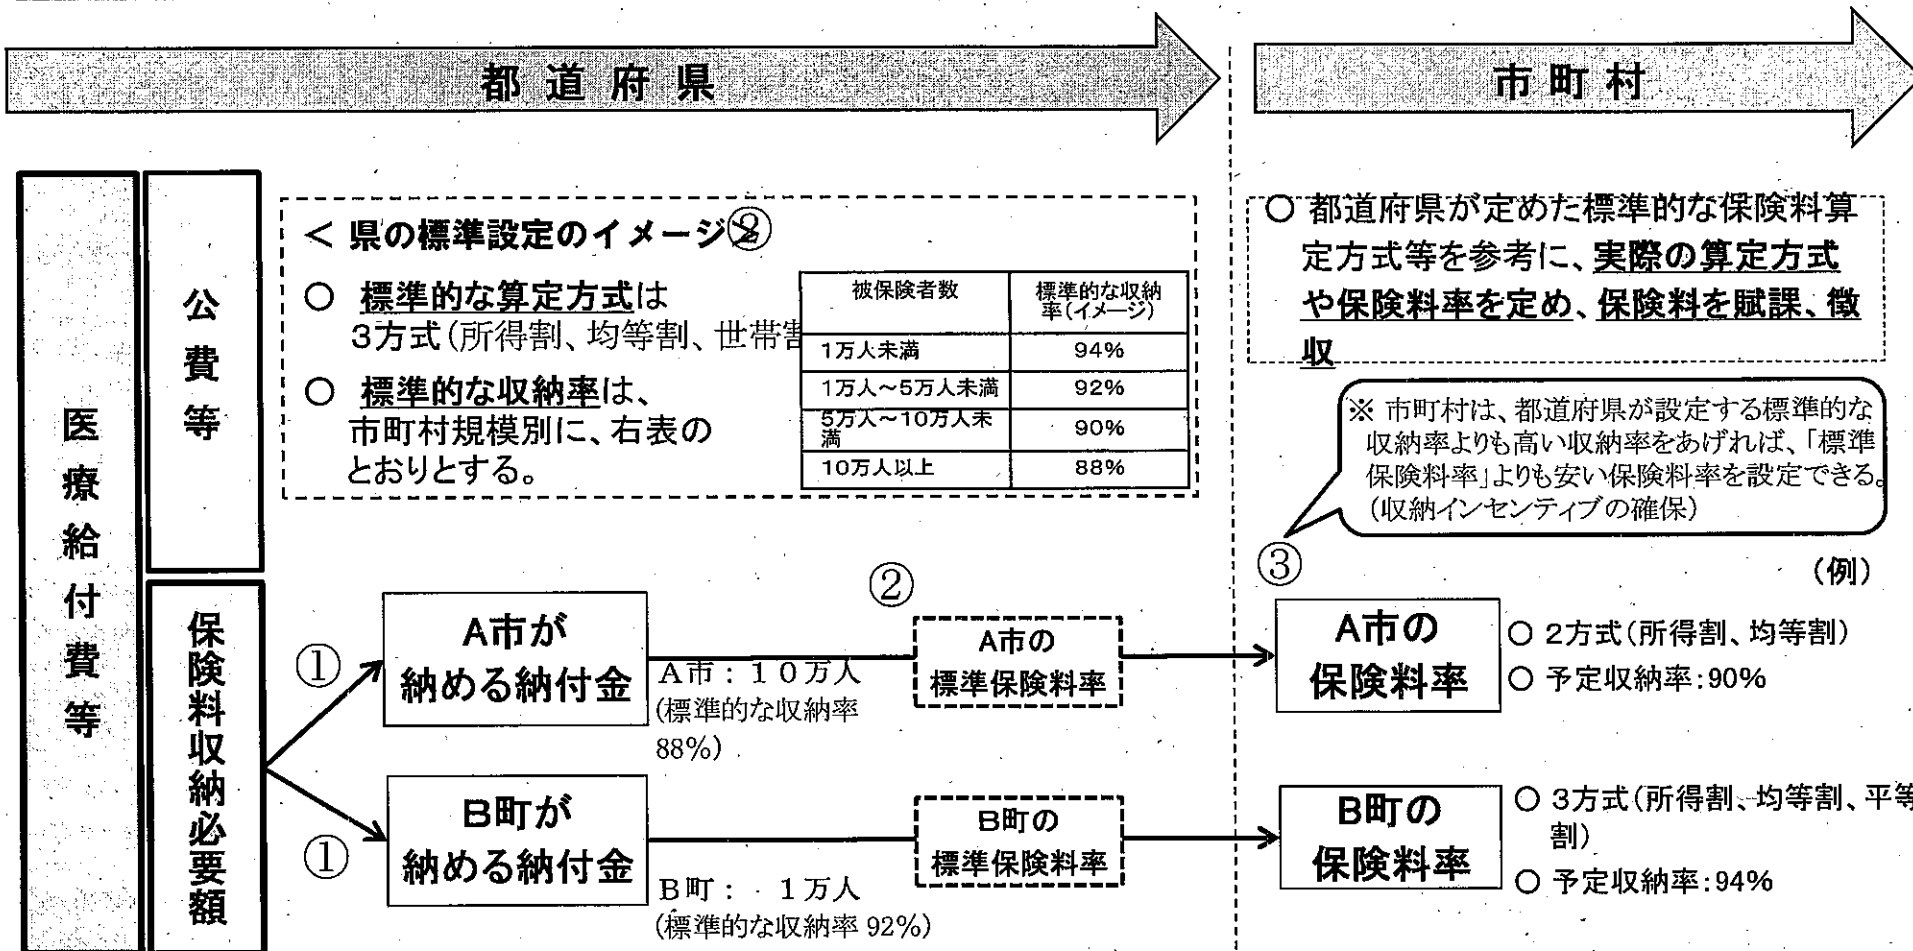 都道府県
市町村
医療給付費等
公費等
保険料収納必要額
＜ 県の標準設定のイメージ＞②
○ 標準的な算定方式は
3方式(所得割、均等割、世帯割
○ 標準的な収納率は、
市町村規模別に、右表の
とおりとする。
被保険者数 標準的な収納
率(イメージ)
1万人未満 94%
1万人～5万人未満 92%
5万人～10万人未
満 90%
10万人以上 88%
○ 都道府県が定めた標準的な保険料算
定方式等を参考に、実際の算定方式
や保険料率を定め、保険料を賦課、徴
収
※ 市町村は、都道府県が設定する標準的な
収納率よりも高い収納率をあげれば、「標準
保険料率」よりも安い保険料率を設定できる。
(収納インセンティブの確保)
③
(例)
①
A市が
納める納付金
A市：１０万人
(標準的な収納率
88%)
②
A市の
標準保険料率
A市の
保険料率
○ 2方式(所得割、均等割)
○ 予定収納率:90%
①
B町が
納める納付金
B町： 1万人
(標準的な収納率 92%)
B町の
標準保険料率
B町の
保険料率
○ 3方式(所得割、均等割、平等
割)
○ 予定収納率:94%